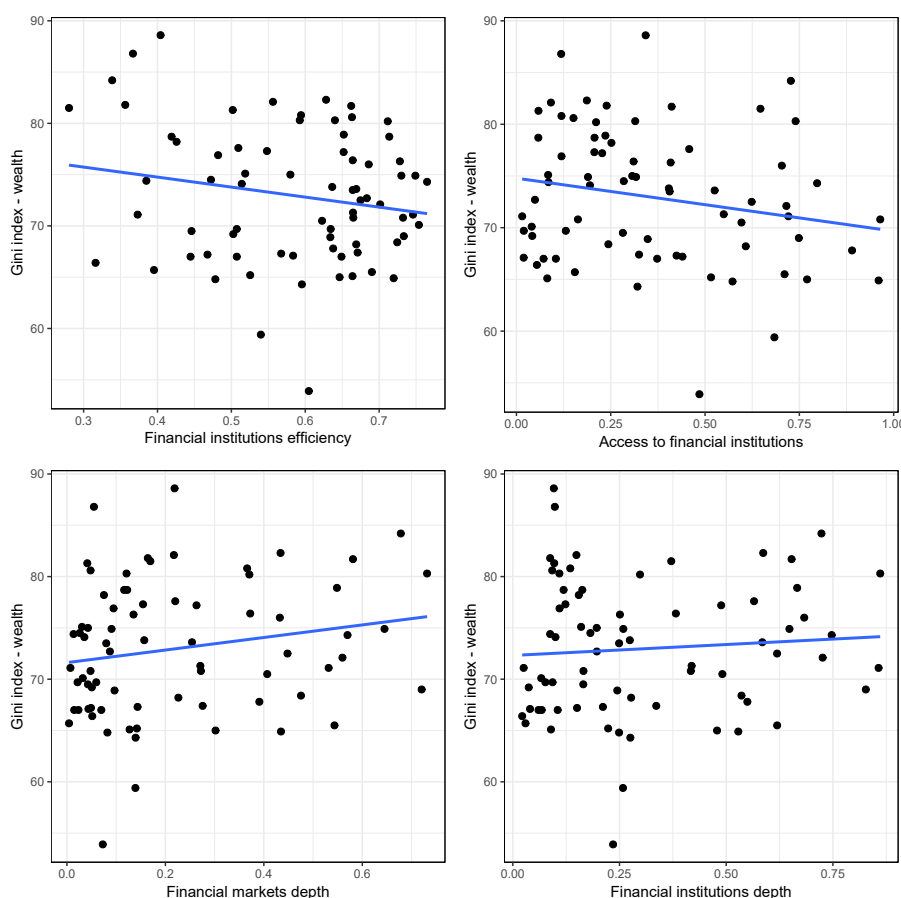 90
80
70
60
Gini index - wealth
0.3 0.4 0.5 0.6 0.7
Financial institutions efficiency
90
80
70
60
Gini index - wealth
0.00 0.25 0.50 0.75 1.00
Access to financial institutions
90
80
70
60
Gini index - wealth
0.0 0.2 0.4 0.6
Financial markets depth
90
80
70
60
Gini index - wealth
0.00 0.25 0.50 0.75
Financial institutions depth